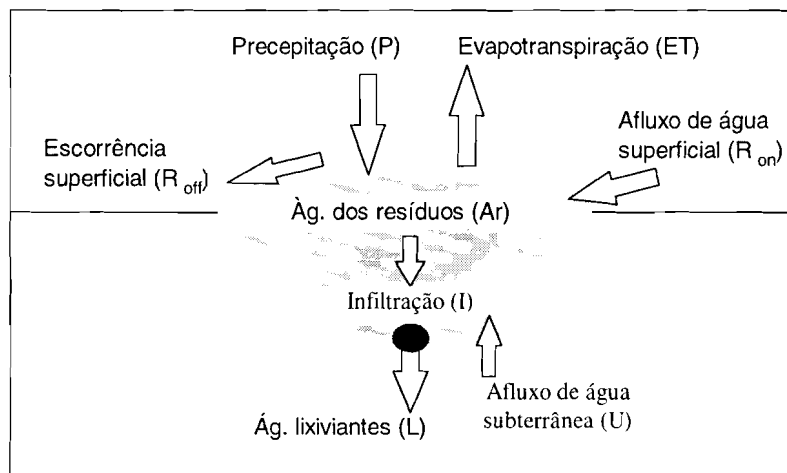 Precepitação (P)
Evapotranspiração (ET)
Escorrência
superficial (R off)
Afluxo de água
superficial (R on)
Àg. dos resíduos (Ar)
Infiltração (I)
Afluxo de água
subterrânea (U)
Ág. lixiviantes (L)